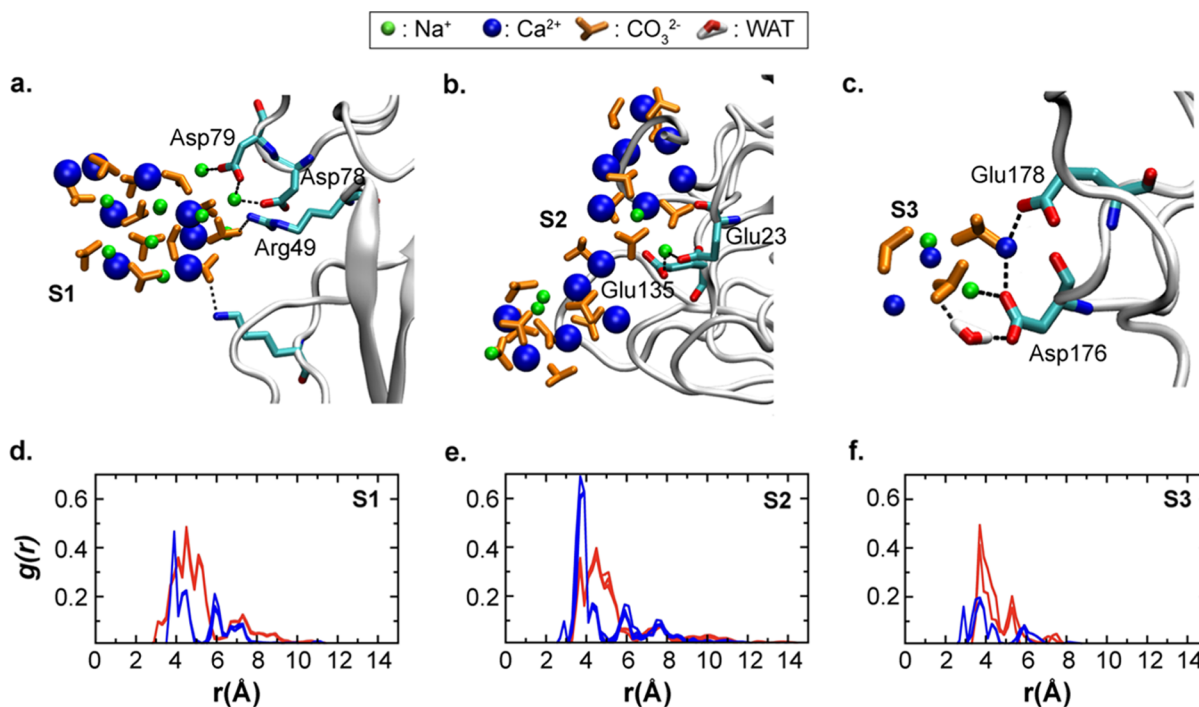 : Na⁺ : Ca²⁺ : CO₃²⁻ : WAT
a.
b.
c.
Asp79
Asp78
Arg49
S1
S2
Glu23
Glu135
Glu178
S3
Asp176
d.
e.
f.
S1
S2
S3
g(r)
0.6
0.4
0.2
0 2 4 6 8 10 12 14
r(Å)
0.6
0.4
0.2
0 2 4 6 8 10 12 14
r(Å)
0.6
0.4
0.2
0 2 4 6 8 10 12 14
r(Å)